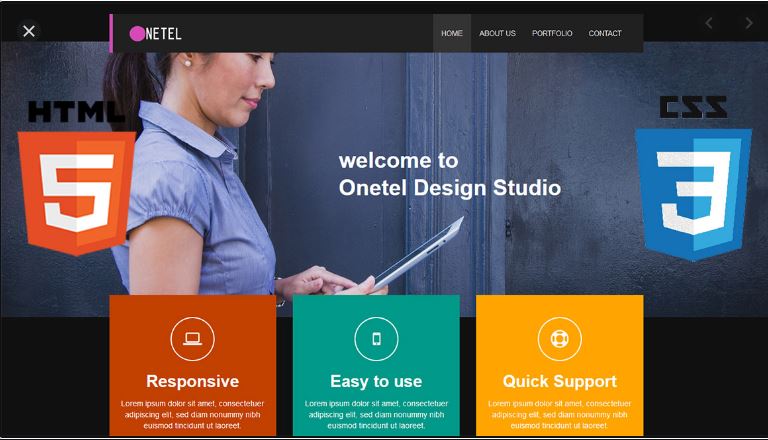 NETEL
HOME ABOUT US PORTFOLIO CONTACT
HTML
5
CSS
3
welcome to
Onetel Design Studio
Responsive
Lorem ipsum dolor sit amet, consectetuer
adipiscing elit, sed diam nonummy nibh
euismod tincidunt ut laoreet.
Easy to use
Lorem ipsum dolor sit amet, consectetuer
adipiscing elit, sed diam nonummy nibh
euismod tincidunt ut laoreet.
Quick Support
Lorem ipsum dolor sit amet, consectetuer
adipiscing elit, sed diam nonummy nibh
euismod tincidunt ut laoreet.